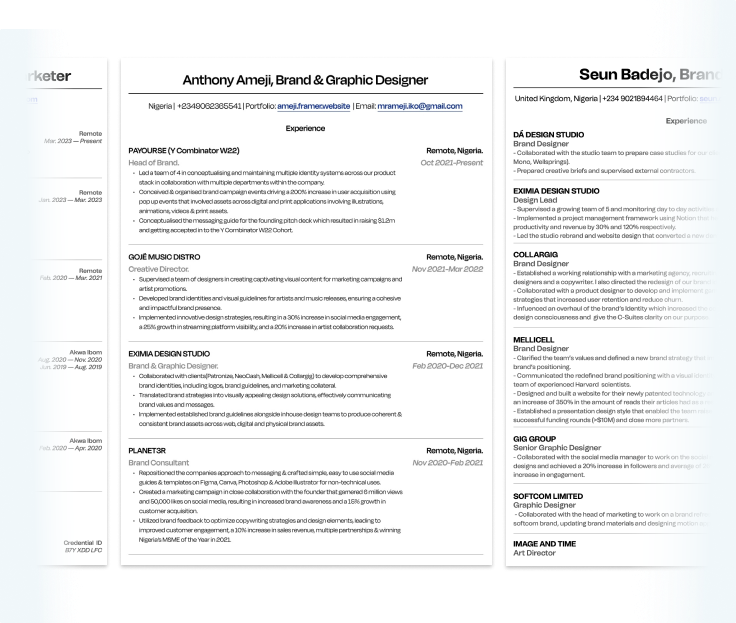 rketer
Remote
Mar. 2023 — Present
Remote
Jan. 2023 — Mar. 2023
Remote
Feb. 2020 — Mar. 2021
Akwa Ibom
Aug. 2020 — Nov. 2020
Jun. 2019 — Aug. 2019
Akwa Ibom
Feb. 2020 — Apr. 2020
Credential ID
87Y XDD LPC
Anthony Ameji, Brand & Graphic Designer
Nigeria | +2349062365541 | Portfolio: ameji.framer.website | Email: mrameji.iko@gmail.com
Experience
PAYOURSE (Y Combinator W22) Remote, Nigeria.
Head of Brand. Oct 2021-Present
• Led a team of 4 in conceptualising and maintaining multiple identity systems across our product
stack in collaboration with multiple departments within the company.
• Conceived & organised brand campaign events driving a 200% increase in user acquisition using
pop up events that involved assets across digital and print applications involving illustrations,
animations, videos & print assets.
• Conceptualised the messaging guide for the founding pitch deck which resulted in raising $1.2m
and getting accepted in to the Y Combinator W22 Cohort.
GOJÉ MUSIC DISTRO Remote, Nigeria.
Creative Director. Nov 2021-Mar 2022
• Supervised a team of designers in creating captivating visual content for marketing campaigns and
artist promotions.
• Developed brand identities and visual guidelines for artists and music releases, ensuring a cohesive
and impactful brand presence.
• Implemented innovative design strategies, resulting in a 30% increase in social media engagement,
a 25% growth in streaming platform visibility, and a 20% increase in artist collaboration requests.
EXIMIA DESIGN STUDIO Remote, Nigeria.
Brand & Graphic Designer. Feb 2020-Dec 2021
• Collaborated with clients(Patronize, NeoDash, Mellicell & Collargig) to develop comprehensive
brand identities, including logos, brand guidelines, and marketing collateral.
• Translated brand strategies into visually appealing design solutions, effectively communicating
brand values and messages.
• Implemented established brand guidelines alongside inhouse design teams to produce coherent &
consistent brand assets across web, digital and physical brand assets.
PLANET3R Remote, Nigeria.
Brand Consultant Nov 2020-Feb 2021
• Repositioned the companies approach to messaging & crafted simple, easy to use social media
guides & templates on Figma, Canva, Photoshop & Adobe Illustrator for non-technical uses.
• Created a marketing campaign in close collaboration with the founder that garnered 6 million views
and 50,000 likes on social media, resulting in increased brand awareness and a 15% growth in
customer acquisition.
• Utilized brand feedback to optimize copywriting strategies and design elements, leading to
improved customer engagement, a 10% increase in sales revenue, multiple partnerships & winning
Nigeria's MSME of the Year in 2021.
Seun Badejo, Brand
United Kingdom, Nigeria | +234 9021894464 | Portfolio:
Experience
DÁ DESIGN STUDIO
Brand Designer
- Collaborated with the studio team to prepare case studies for our
Mono, Wellsprings).
- Prepared creative briefs and supervised external contractors.
EXIMIA DESIGN STUDIO
Design Lead
- Supervised a growing team of 5 and monitoring day to day activities
- Implemented a project management framework using Notion that
productivity and revenue by 30% and 120% respectively.
- Led the studio rebrand and website design that converted a new
COLLARGIG
Brand Designer
- Established a working relationship with a marketing agency,
designers and a copywriter. I also directed the redesign of our brand
- Collaborated with a product designer to develop and implement
strategies that increased user retention and reduce churn.
- Influenced an overhaul of the brand's identity which increased the
design consciousness and give the C-Suites clarity on our purpose
MELLICELL
Brand Designer
- Clarified the team's values and defined a new brand strategy that
brand's positioning.
- Communicated the redefined brand positioning with a visual
team of experienced Harvard scientists.
- Designed and built a website for their newly patented technology
an increase of 350% in the amount of reads their articles had
- Established a presentation design style that enabled the team
successful funding rounds (>$10M) and close more partners.
GIG GROUP
Senior Graphic Designer
- Collaborated with the social media manager to work on the
designs and achieved a 20% increase in followers and average
increase in engagement.
SOFTCOM LIMITED
Graphic Designer
- Collaborated with the head of marketing to work on a brand
softcom brand, updating brand materials and designing motion
IMAGE AND TIME
Art Director